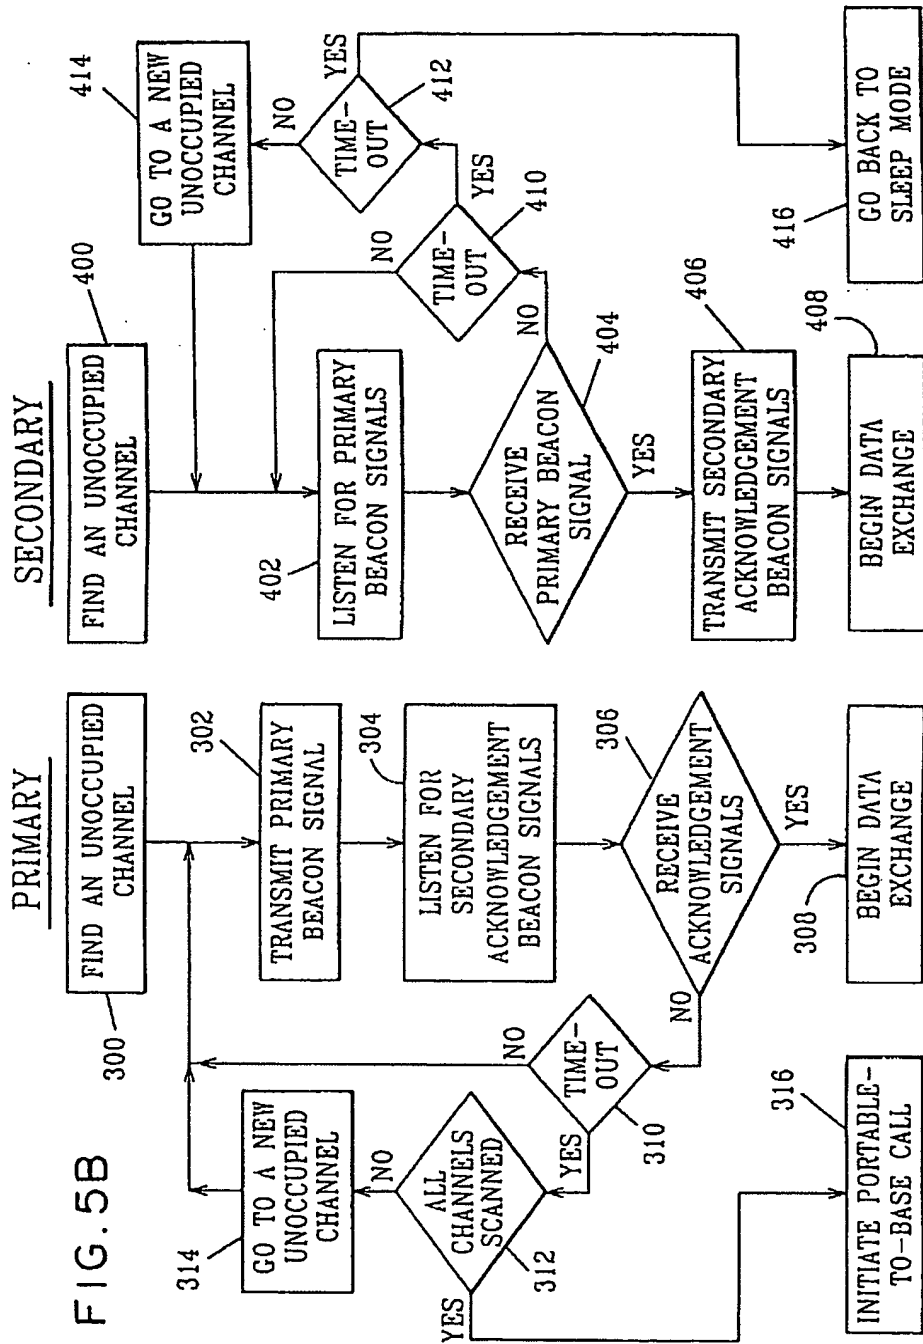 FIG. 5B
PRIMARY
FIND AN UNOCCUPIED
CHANNEL
300
TRANSMIT PRIMARY
BEACON SIGNAL
302
LISTEN FOR
SECONDARY
ACKNOWLEDGEMENT
BEACON SIGNALS
304
RECEIVE
ACKNOWLEDGEMENT
SIGNALS
306
YES
NO
BEGIN DATA
EXCHANGE
308
TIME-
OUT
310
NO
YES
ALL
CHANNELS
SCANNED
312
NO
YES
GO TO A NEW
UNOCCUPIED
CHANNEL
314
INITIATE PORTABLE-
TO-BASE CALL
316
SECONDARY
FIND AN UNOCCUPIED
CHANNEL
400
LISTEN FOR PRIMARY
BEACON SIGNALS
402
RECEIVE
PRIMARY BEACON
SIGNAL
404
NO
YES
TRANSMIT SECONDARY
ACKNOWLEDGEMENT
BEACON SIGNALS
406
BEGIN DATA
EXCHANGE
408
TIME-
OUT
410
NO
YES
TIME-
OUT
412
NO
YES
GO TO A NEW
UNOCCUPIED
CHANNEL
414
GO BACK TO
SLEEP MODE
416